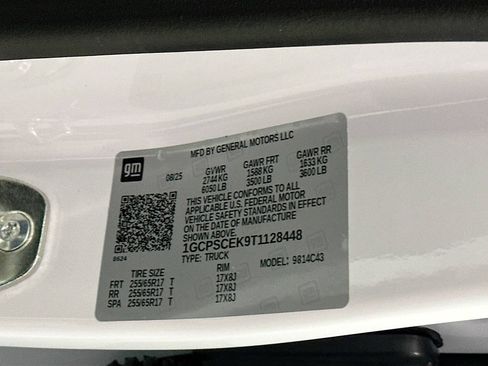 MFD BY GENERAL MOTORS LLC
gm
08/25
GVWR GAWR FRT GAWR RR
2744 KG 1588 KG 1633 KG
6050 LB 3500 LB 3600 LB
THIS VEHICLE CONFORMS TO ALL
APPLICABLE U.S. FEDERAL MOTOR
VEHICLE SAFETY STANDARDS IN EFFECT
ON THE DATE OF MANUFACTURE
1GCPSCEK9T1128448
TYPE: TRUCK MODEL: 9814C43
8624
TIRE SIZE RIM
FRT 255/65R17 T 17X8J
RR 255/65R17 T 17X8J
SPA 255/65R17 T 17X8J